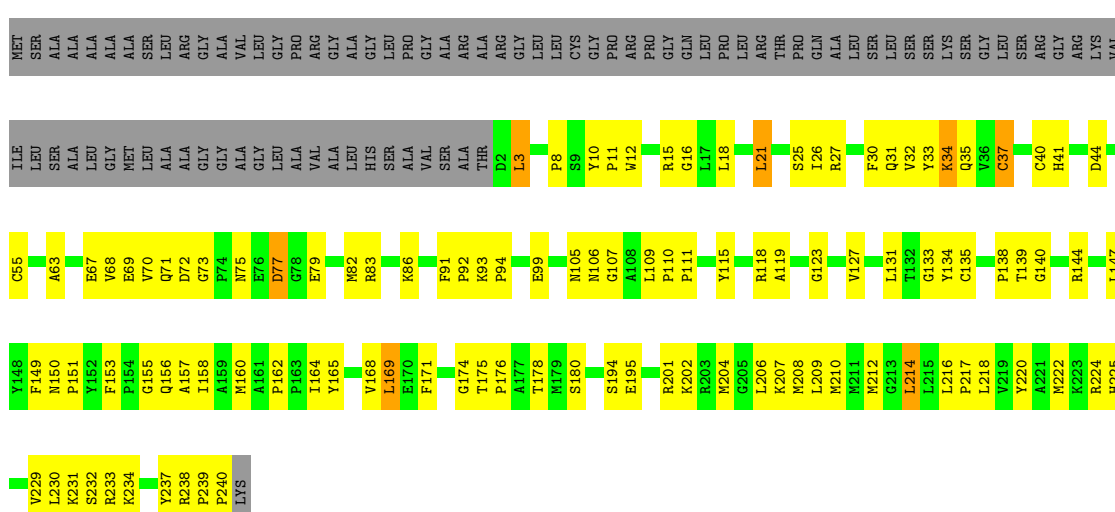 MET SER ALA ALA ALA ALA ALA SER LEU ARG GLY ALA VAL LEU GLY PRO ARG GLY ALA GLY LEU PRO GLY ALA ARG ALA ARG GLY LEU LEU CYS GLY PRO ARG PRO GLY GLN LEU PRO LEU ARG THR PRO GLN ALA LEU SER LEU SER SER LYS SER GLY LEU SER ARG GLY ARG LYS VAL
ILE LEU SER ALA LEU GLY MET LEU ALA ALA GLY GLY ALA GLY LEU ALA VAL ALA LEU HIS SER ALA VAL SER ALA THR D2 L3 P8 S9 Y10 P11 W12 R15 G16 L17 L18 L21 S25 I26 R27 F30 Q31 V32 Y33 K34 Q35 V36 C37 C40 H41 D44
C55 A63 E67 V68 E69 V70 Q71 D72 G73 P74 N75 E76 D77 G78 E79 M82 R83 K86 F91 P92 K93 P94 E99 N105 N106 G107 A108 L109 P110 P111 Y115 R118 A119 G123 V127 L131 T132 G133 Y134 C135 P138 T139 G140 R144 L147
Y148 F149 N150 P151 Y152 F153 P154 G155 Q156 A157 I158 A159 M160 A161 P162 P163 I164 Y165 V168 L169 E170 F171 G174 T175 P176 A177 T178 M179 S180 S194 E195 R201 K202 R203 M204 G205 L206 K207 M208 L209 M210 M211 M212 G213 L214 L215 L216 P217 L218 V219 Y220 A221 M222 K223 R224 H225
V229 L230 K231 S232 R233 K234 Y237 R238 P239 P240 LYS